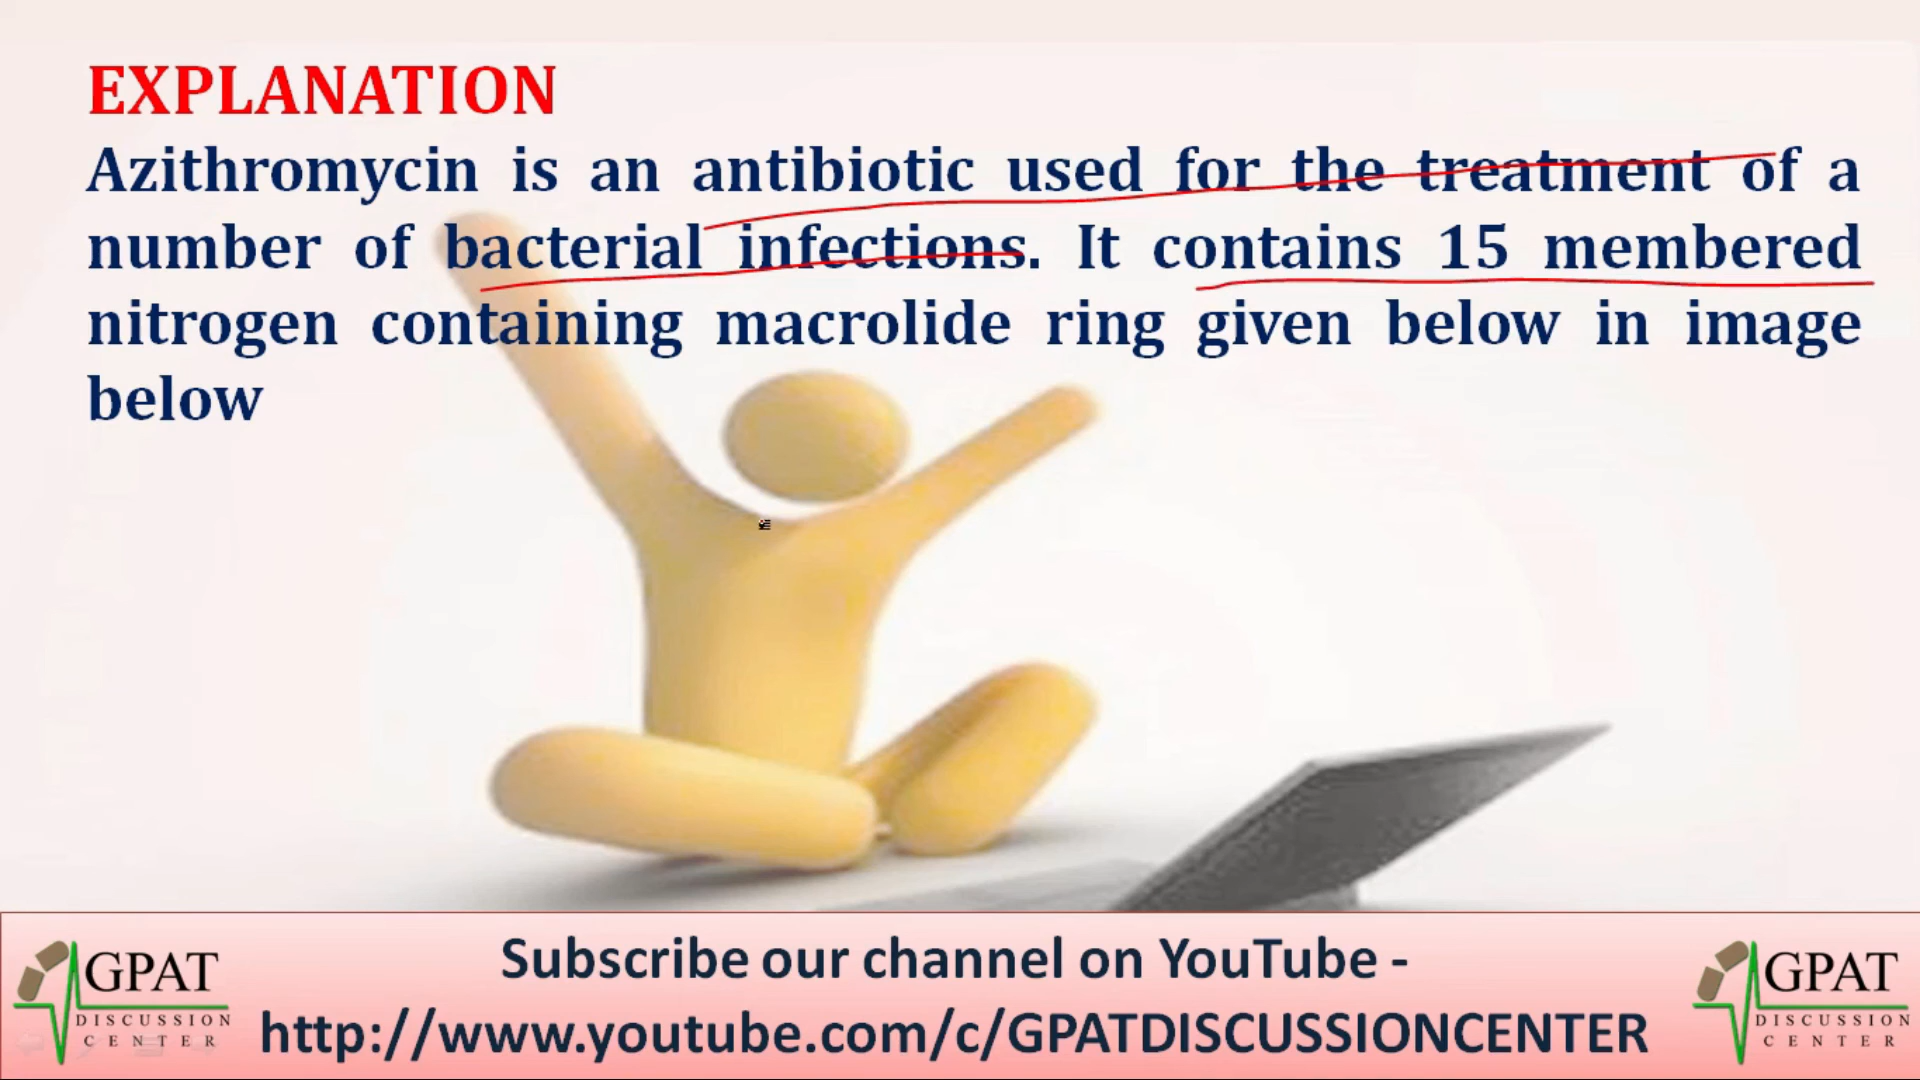 EXPLANATION
Azithromycin is an antibiotic used for the treatment of a
number of bacterial infections. It contains 15 membered
nitrogen containing macrolide ring given below in image
below
GPAT
DISCUSSION
CENTER
Subscribe our channel on YouTube -
http://www.youtube.com/c/GPATDISCUSSIONCENTER
GPAT
DISCUSSION
CENTER